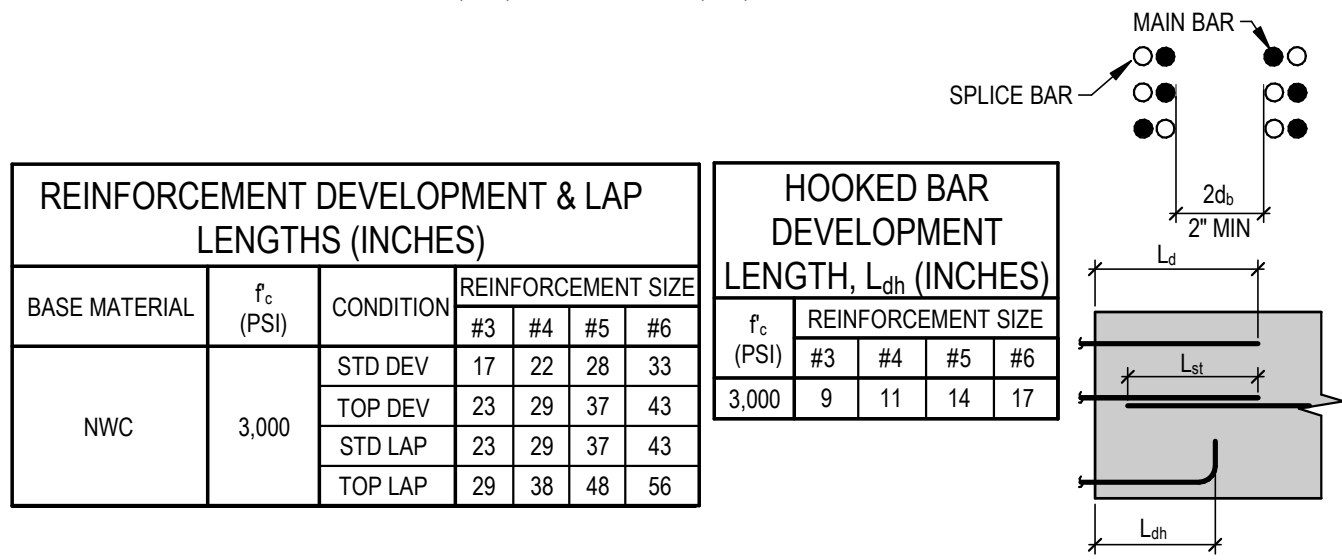 MAIN BAR
SPLICE BAR
2d_b
2" MIN
REINFORCEMENT DEVELOPMENT & LAP
LENGTHS (INCHES)
BASE MATERIAL f'c (PSI) CONDITION REINFORCEMENT SIZE
#3 #4 #5 #6
NWC 3,000 STD DEV 17 22 28 33
TOP DEV 23 29 37 43
STD LAP 23 29 37 43
TOP LAP 29 38 48 56
HOOKED BAR
DEVELOPMENT
LENGTH, Ldh (INCHES)
f'c (PSI) REINFORCEMENT SIZE
#3 #4 #5 #6
3,000 9 11 14 17
Ld
Lst
Ldh